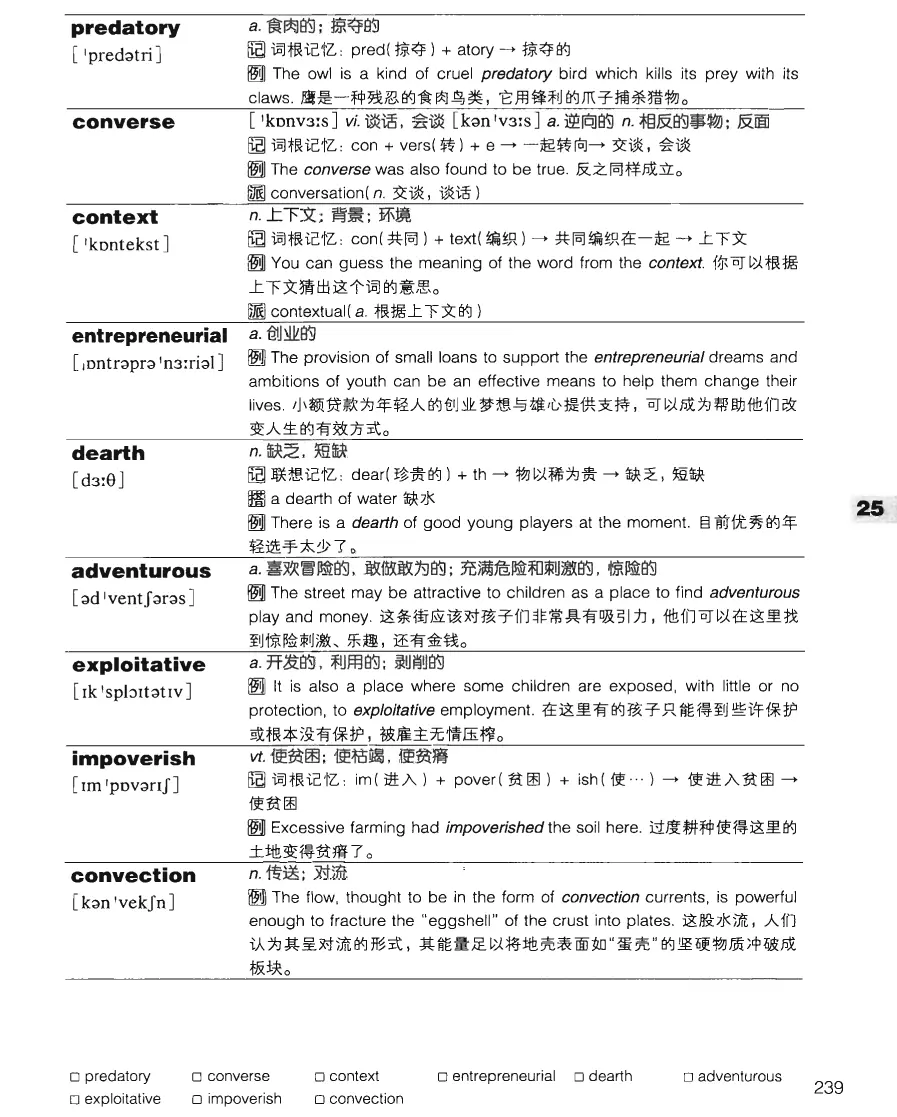 predatory a. 食肉的；掠夺的
[ˈpredətri] 记 词根记忆：pred(掠夺) + atory → 掠夺的
例 The owl is a kind of cruel predatory bird which kills its prey with its
claws. 鹰是一种残忍的食肉鸟类，它用锋利的爪子捕杀猎物。
converse [ˈkɒnvɜːs] vi. 谈话，会谈 [kənˈvɜːs] a. 逆向的 n. 相反的事物；反面
记 词根记忆：con + vers(转) + e → 一起转向→ 交谈，会谈
例 The converse was also found to be true. 反之同样成立。
派 conversation(n. 交谈，谈话)
context n. 上下文；背景；环境
[ˈkɒntekst] 记 词根记忆：con(共同) + text(编织) → 共同编织在一起 → 上下文
例 You can guess the meaning of the word from the context. 你可以根据
上下文猜出这个词的意思。
派 contextual(a. 根据上下文的)
entrepreneurial a. 创业的
[ˌɒntrəprəˈnɜːriəl] 例 The provision of small loans to support the entrepreneurial dreams and
ambitions of youth can be an effective means to help them change their
lives. 小额贷款为年轻人的创业梦想与雄心提供支持，可以成为帮助他们改
变人生的有效方式。
dearth n. 缺乏，短缺
[dɜːθ] 记 联想记忆：dear(珍贵的) + th → 物以稀为贵 → 缺乏，短缺
搭 a dearth of water 缺水
例 There is a dearth of good young players at the moment. 目前优秀的年
轻选手太少了。
adventurous a. 喜欢冒险的，敢做敢为的；充满危险和刺激的，惊险的
[ədˈventʃərəs] 例 The street may be attractive to children as a place to find adventurous
play and money. 这条街应该对孩子们非常具有吸引力，他们可以在这里找
到惊险刺激、乐趣，还有金钱。
exploitative a. 开发的，利用的；剥削的
[ɪkˈsplɔɪtətɪv] 例 It is also a place where some children are exposed, with little or no
protection, to exploitative employment. 在这里有的孩子只能得到些许保护
或根本没有保护，被雇主无情压榨。
impoverish vt. 使贫困；使枯竭，使贫瘠
[ɪmˈpɒvərɪʃ] 记 词根记忆：im(进入) + pover(贫困) + ish(使…) → 使进入贫困 →
使贫困
例 Excessive farming had impoverished the soil here. 过度耕种使得这里的
土地变得贫瘠了。
convection n. 传送；对流
[kənˈvekʃn] 例 The flow, thought to be in the form of convection currents, is powerful
enough to fracture the "eggshell" of the crust into plates. 这股水流，人们
认为其呈对流的形式，其能量足以将地壳表面如“蛋壳”的坚硬物质冲破成
板块。
25
□ predatory □ converse □ context □ entrepreneurial □ dearth □ adventurous
□ exploitative □ impoverish □ convection
239